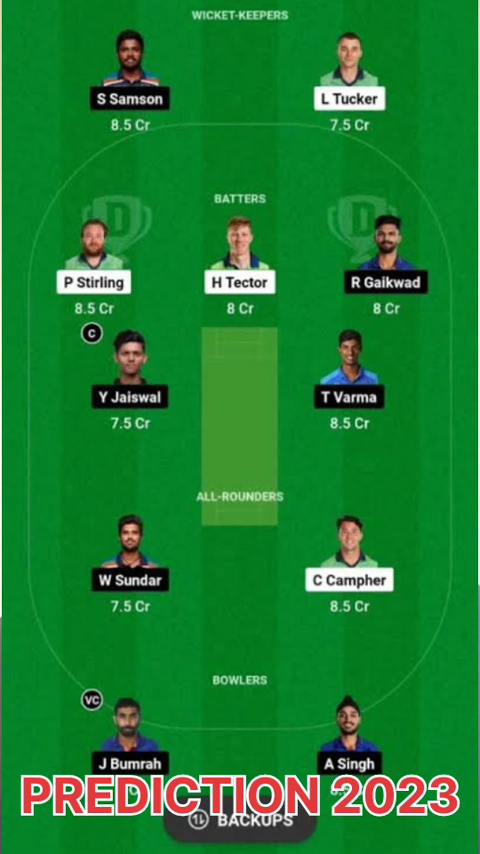 WICKET-KEEPERS
S Samson L Tucker
8.5 Cr 7.5 Cr
BATTERS
P Stirling H Tector R Gaikwad
8.5 Cr 8 Cr 8 Cr
C
Y Jaiswal T Varma
7.5 Cr 8.5 Cr
ALL-ROUNDERS
W Sundar C Campher
7.5 Cr 8.5 Cr
BOWLERS
VC
J Bumrah A Singh
PREDICTION 2023
BACKUPS